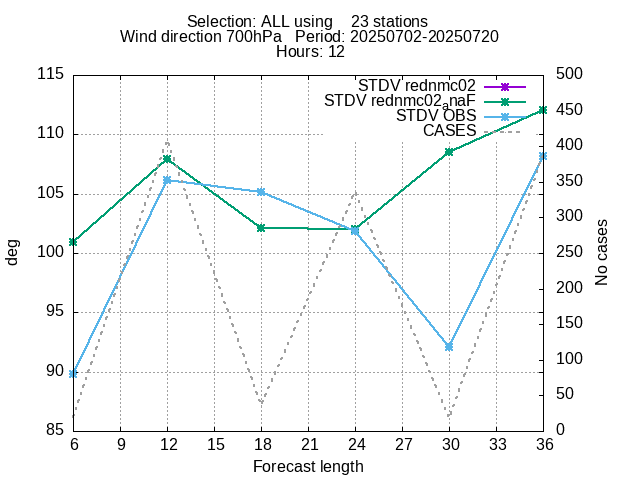 Selection: ALL using    23 stations
Wind direction 700hPa   Period: 20250702-20250720
Hours: 12
115 500
STDV rednmc02
STDV rednmc02anaF
STDV OBS
CASES
450
110
400
350
105
300
100 250
200
95
150
90 100
50
85 0
deg
No cases
6 9 12 15 18 21 24 27 30 33 36
Forecast length